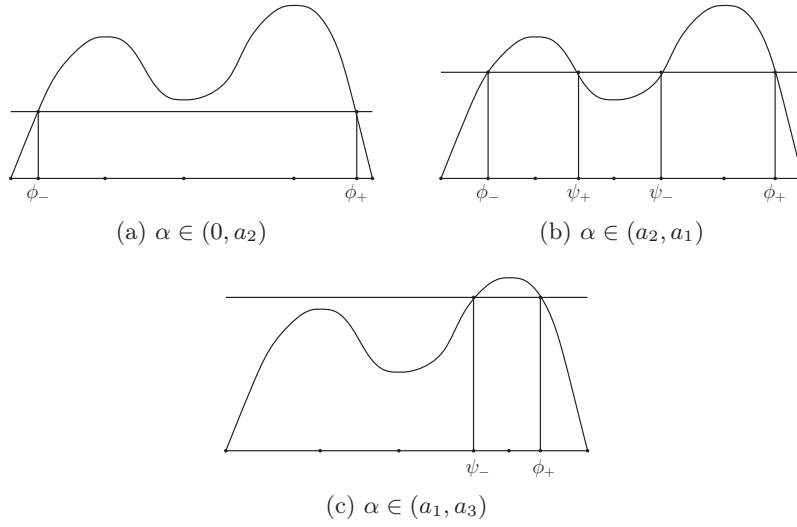 ϕ₋ ϕ₊
(a) α ∈ (0, a₂)
ϕ₋ ψ₊ ψ₋ ϕ₊
(b) α ∈ (a₂, a₁)
ψ₋ ϕ₊
(c) α ∈ (a₁, a₃)